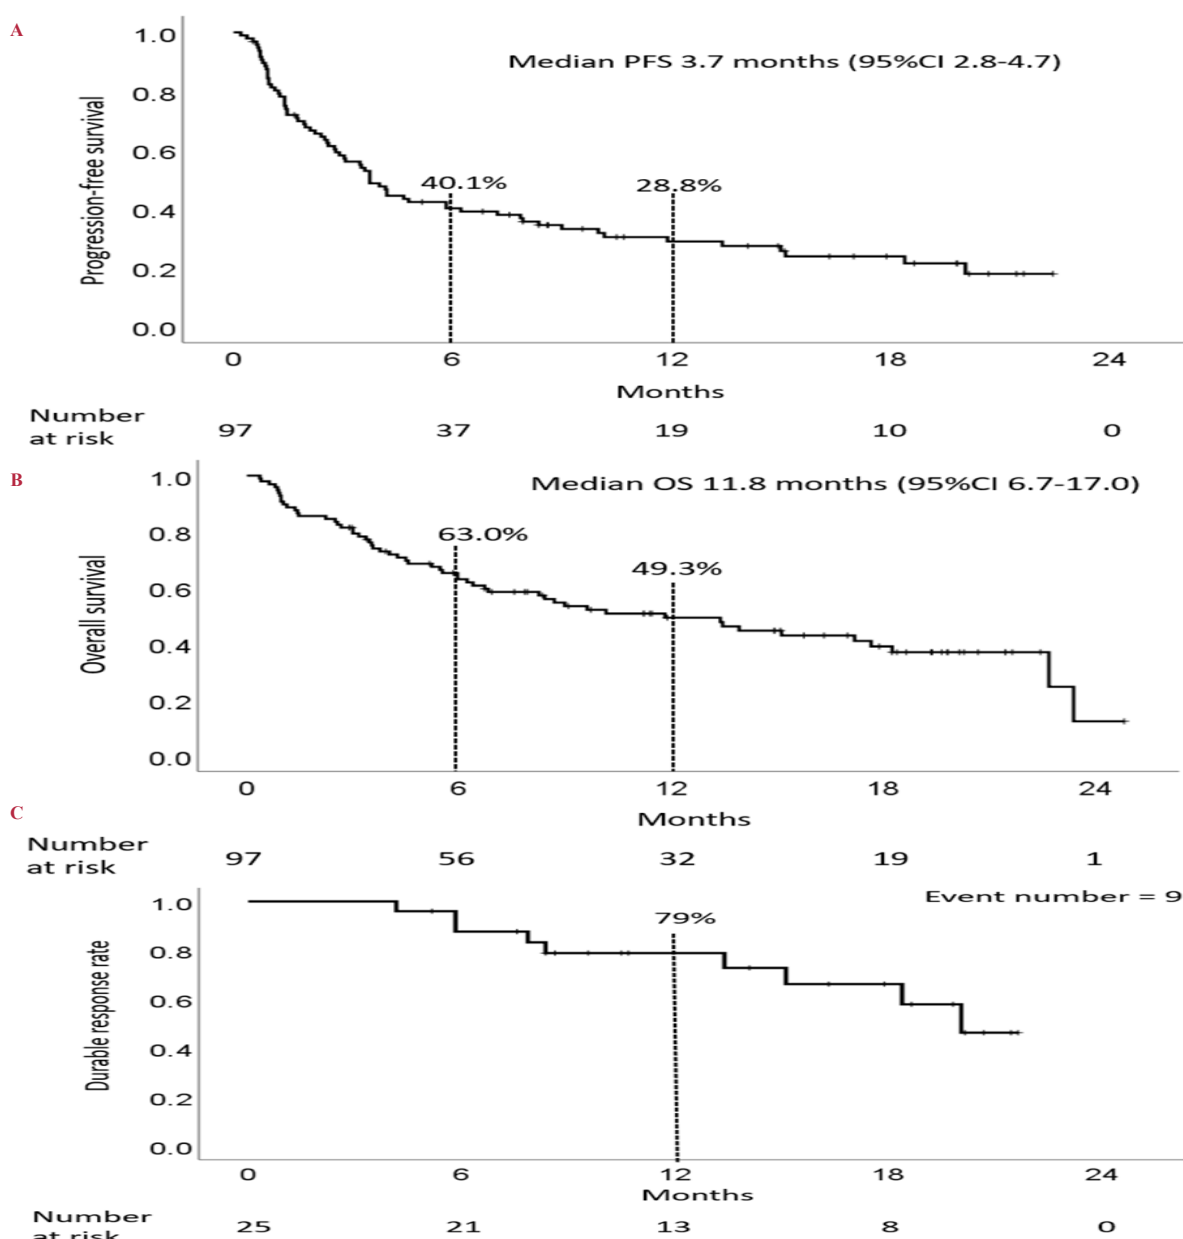 A
Median PFS 3.7 months (95%CI 2.8-4.7)
Progression-free survival
1.0
0.8
0.6
0.4
0.2
0.0
40.1%
28.8%
0 6 12 18 24
Months
Number
at risk
97 37 19 10 0
B
Median OS 11.8 months (95%CI 6.7-17.0)
Overall survival
1.0
0.8
0.6
0.4
0.2
0.0
63.0%
49.3%
0 6 12 18 24
Months
C
Number
at risk
97 56 32 19 1
Event number = 9
Durable response rate
1.0
0.8
0.6
0.4
0.2
0.0
79%
0 6 12 18 24
Months
Number
at risk
25 21 13 8 0